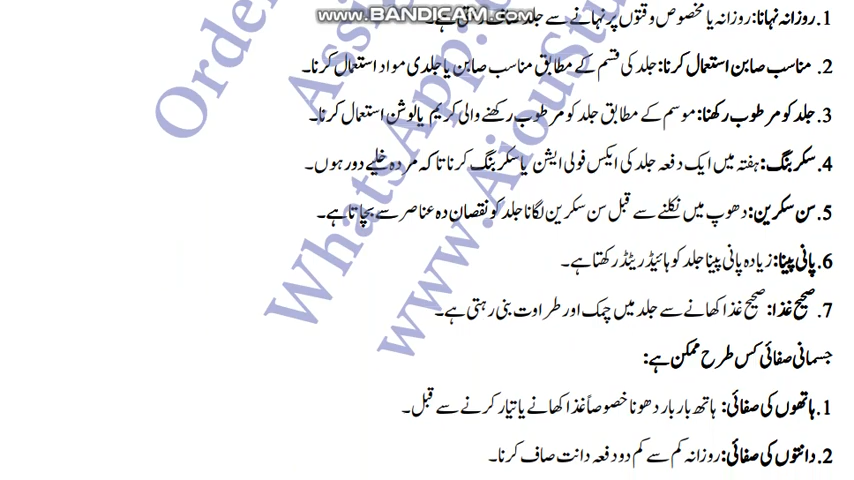 www.BANDICAM.com
1. روزانہ نہانا: روزانہ یا مخصوص وقتوں پر نہانے سے جلد صاف رہتی ہے۔
2. مناسب صابن استعمال کرنا: جلد کی قسم کے مطابق مناسب صابن یا جلدی مواد استعمال کرنا۔
3. جلد کو مرطوب رکھنا: موسم کے مطابق جلد کو مرطوب رکھنے والی کریم یا لوشن استعمال کرنا۔
4. سکربنگ: ہفتہ میں ایک دفعہ جلد کی ایکس فولی ایشن یا سکربنگ کرنا تاکہ مردہ خلیے دور ہوں۔
5. سن سکرین: دھوپ میں نکلنے سے قبل سن سکرین لگانا جلد کو نقصان دہ عناصر سے بچاتا ہے۔
6. پانی پینا: زیادہ پانی پینا جلد کو ہائیڈریٹڈ رکھتا ہے۔
7. صحیح غذا: صحیح غذا کھانے سے جلد میں چمک اور طراوت بنی رہتی ہے۔
جسمانی صفائی کس طرح ممکن ہے:
1. ہاتھوں کی صفائی: ہاتھ بار بار دھونا خصوصاً غذا کھانے یا تیار کرنے سے قبل۔
2. دانتوں کی صفائی: روزانہ کم سے کم دو دفعہ دانت صاف کرنا۔
Order
Assi
WhatsApp
www.AiouStud